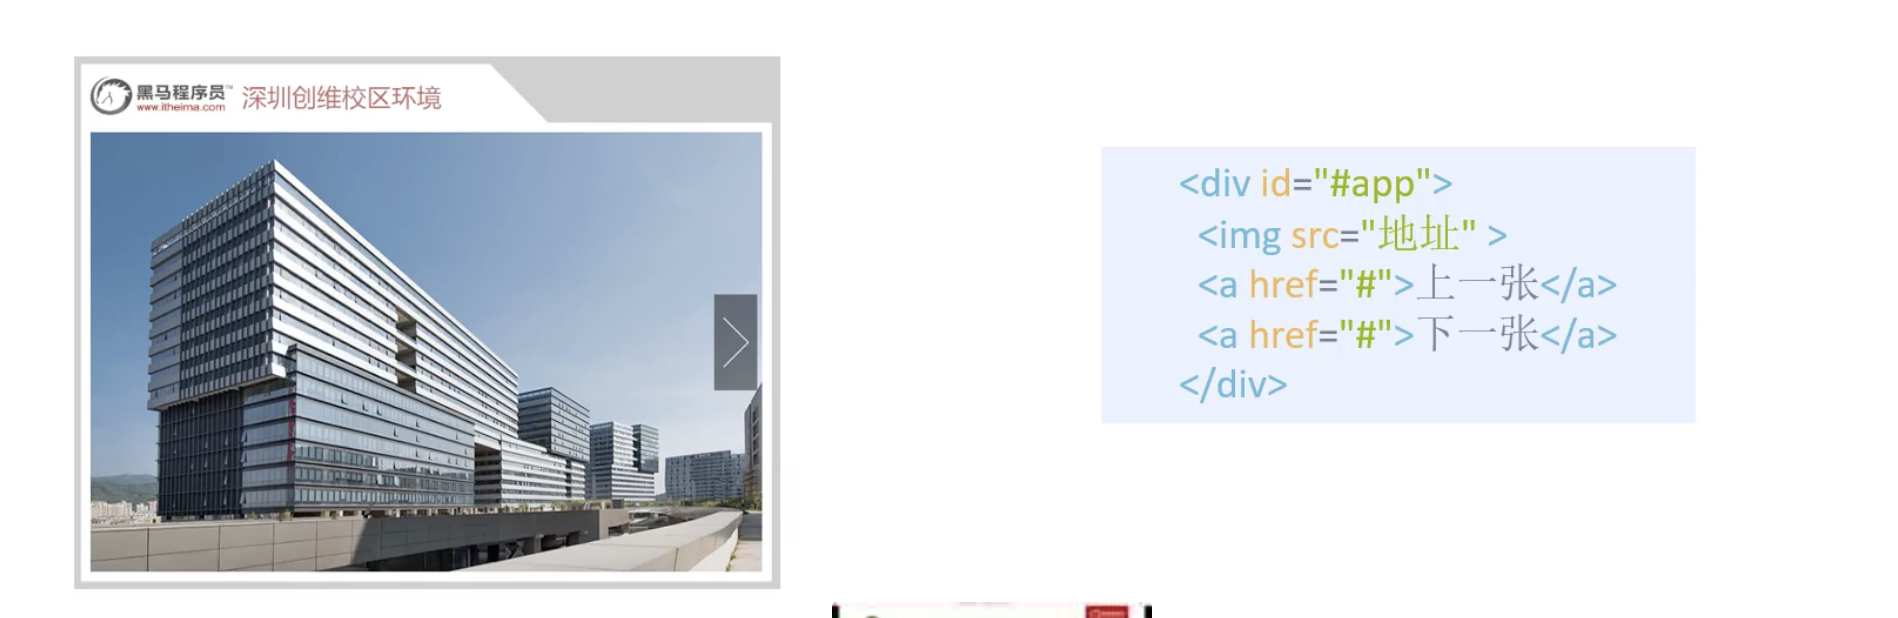 黑马程序员™ 深圳创维校区环境
www.itheima.com
<div id="#app">
<img src="地址" >
<a href="#">上一张</a>
<a href="#">下一张</a>
</div>